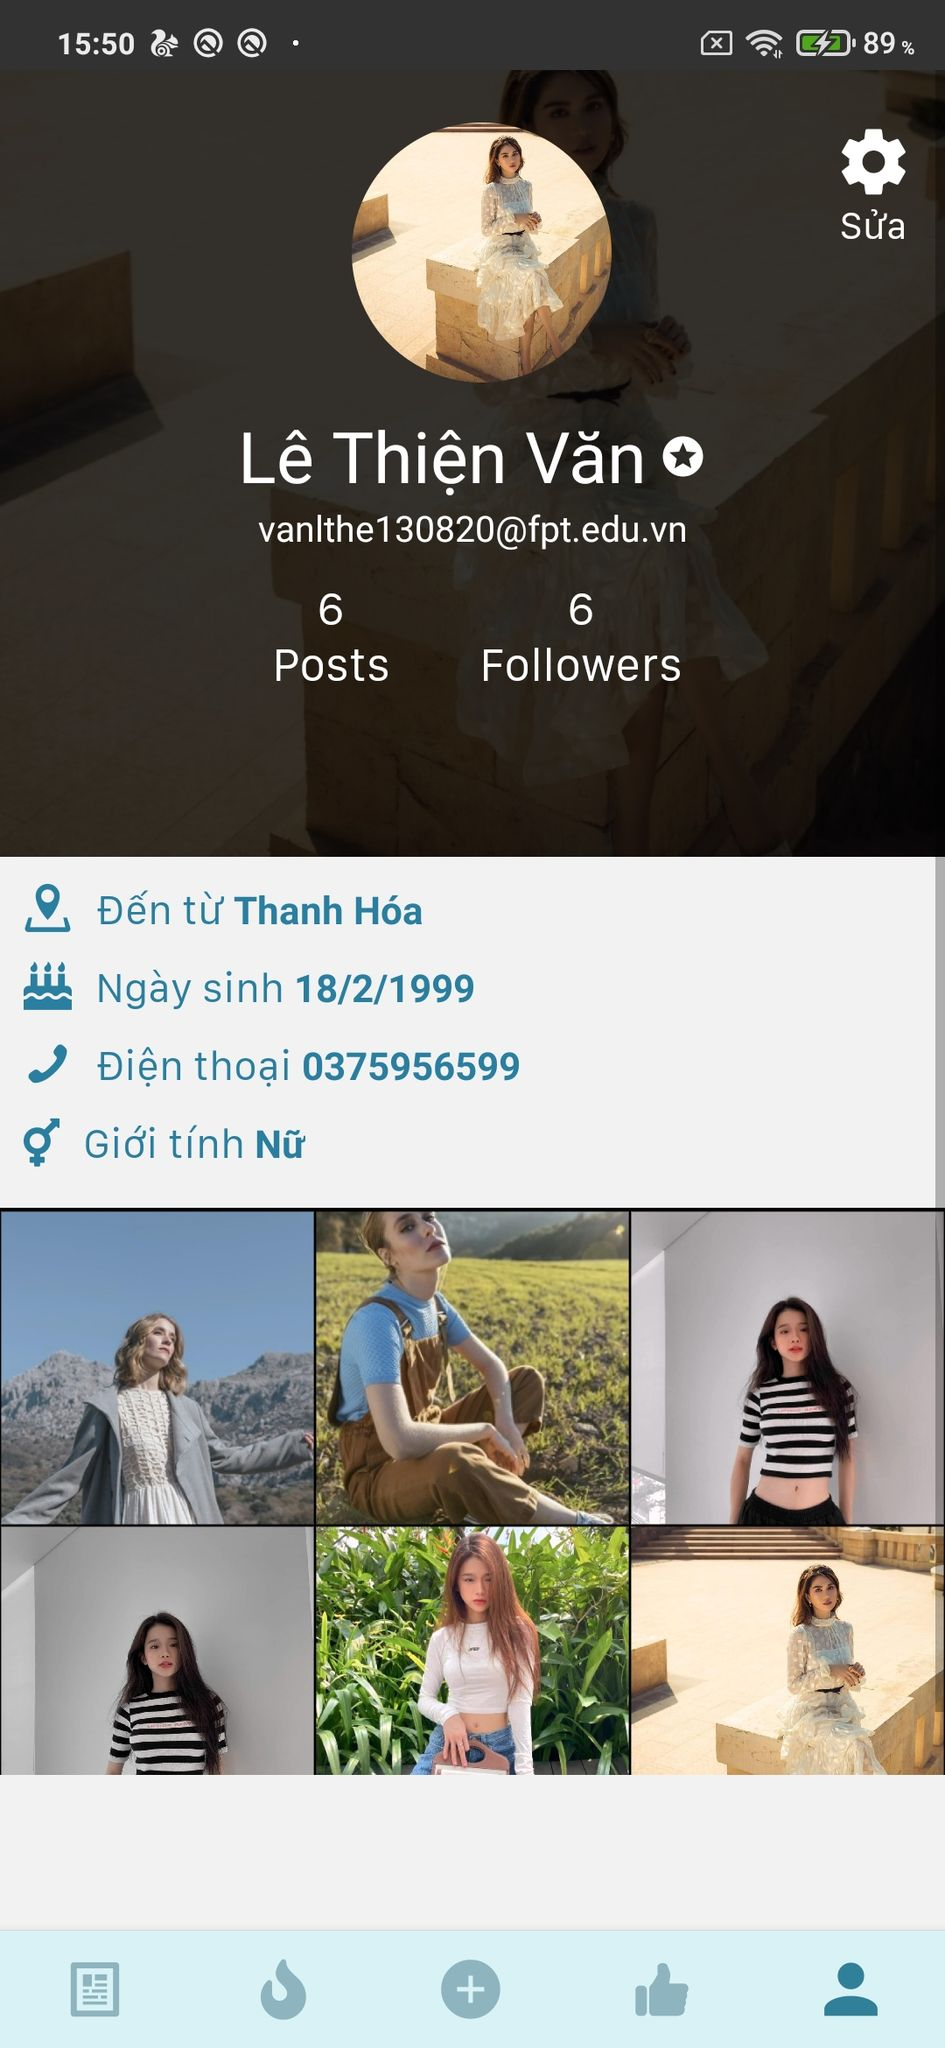 15:50
89 %
Sửa
Lê Thiện Văn
vanlthe130820@fpt.edu.vn
6
Posts
6
Followers
Đến từ Thanh Hóa
Ngày sinh 18/2/1999
Điện thoại 0375956599
Giới tính Nữ